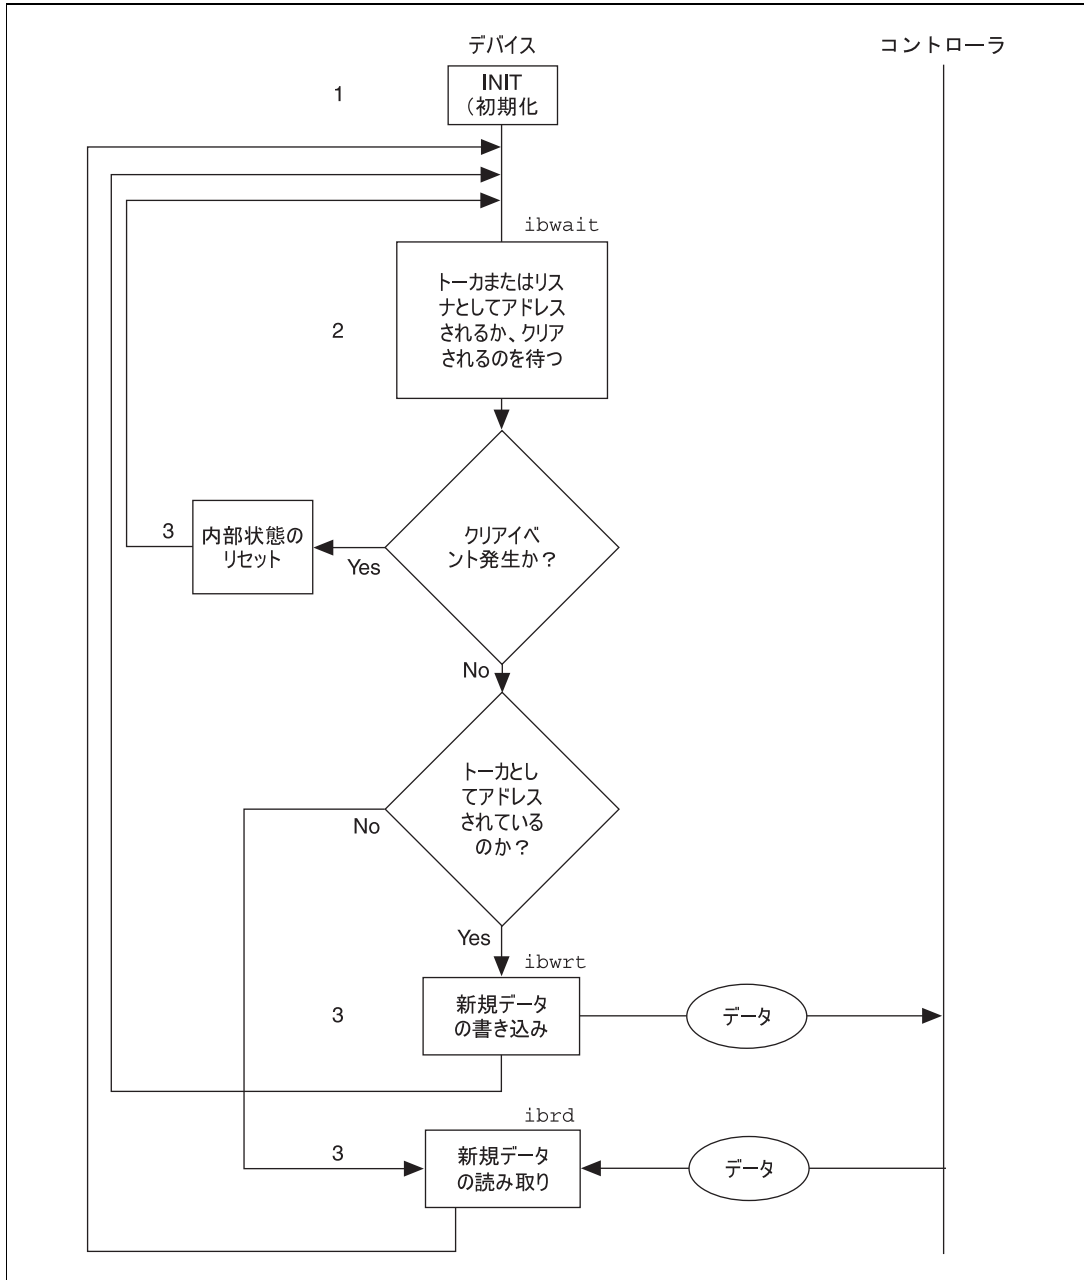 デバイス
コントローラ
1
INIT
(初期化
ibwait
2
トーカまたはリス
ナとしてアドレス
されるか、クリア
されるのを待つ
3
内部状態の
リセット
Yes
クリアイベ
ント発生か?
No
トーカとし
てアドレス
されている
のか?
No
Yes
ibwrt
3
新規データ
の書き込み
データ
ibrd
3
新規データ
の読み取り
データ